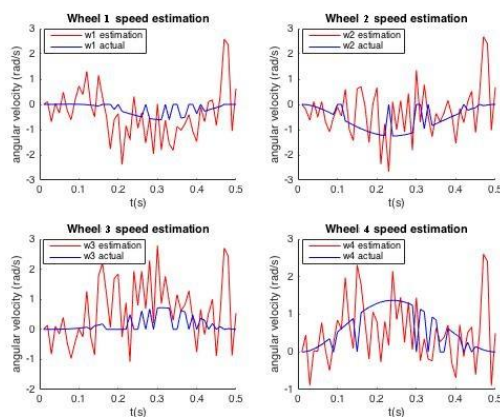 Wheel 1 speed estimation
w1 estimation
w1 actual
angular velocity (rad/s)
3
2
1
0
-1
-2
-3
0 0.1 0.2 0.3 0.4 0.5
t(s)
Wheel 2 speed estimation
w2 estimation
w2 actual
angular velocity (rad/s)
3
2
1
0
-1
-2
-3
0 0.1 0.2 0.3 0.4 0.5
t(s)
Wheel 3 speed estimation
w3 estimation
w3 actual
angular velocity (rad/s)
3
2
1
0
-1
-2
0 0.1 0.2 0.3 0.4 0.5
t(s)
Wheel 4 speed estimation
w4 estimation
w4 actual
angular velocity (rad/s)
3
2
1
0
-1
0 0.1 0.2 0.3 0.4 0.5
t(s)